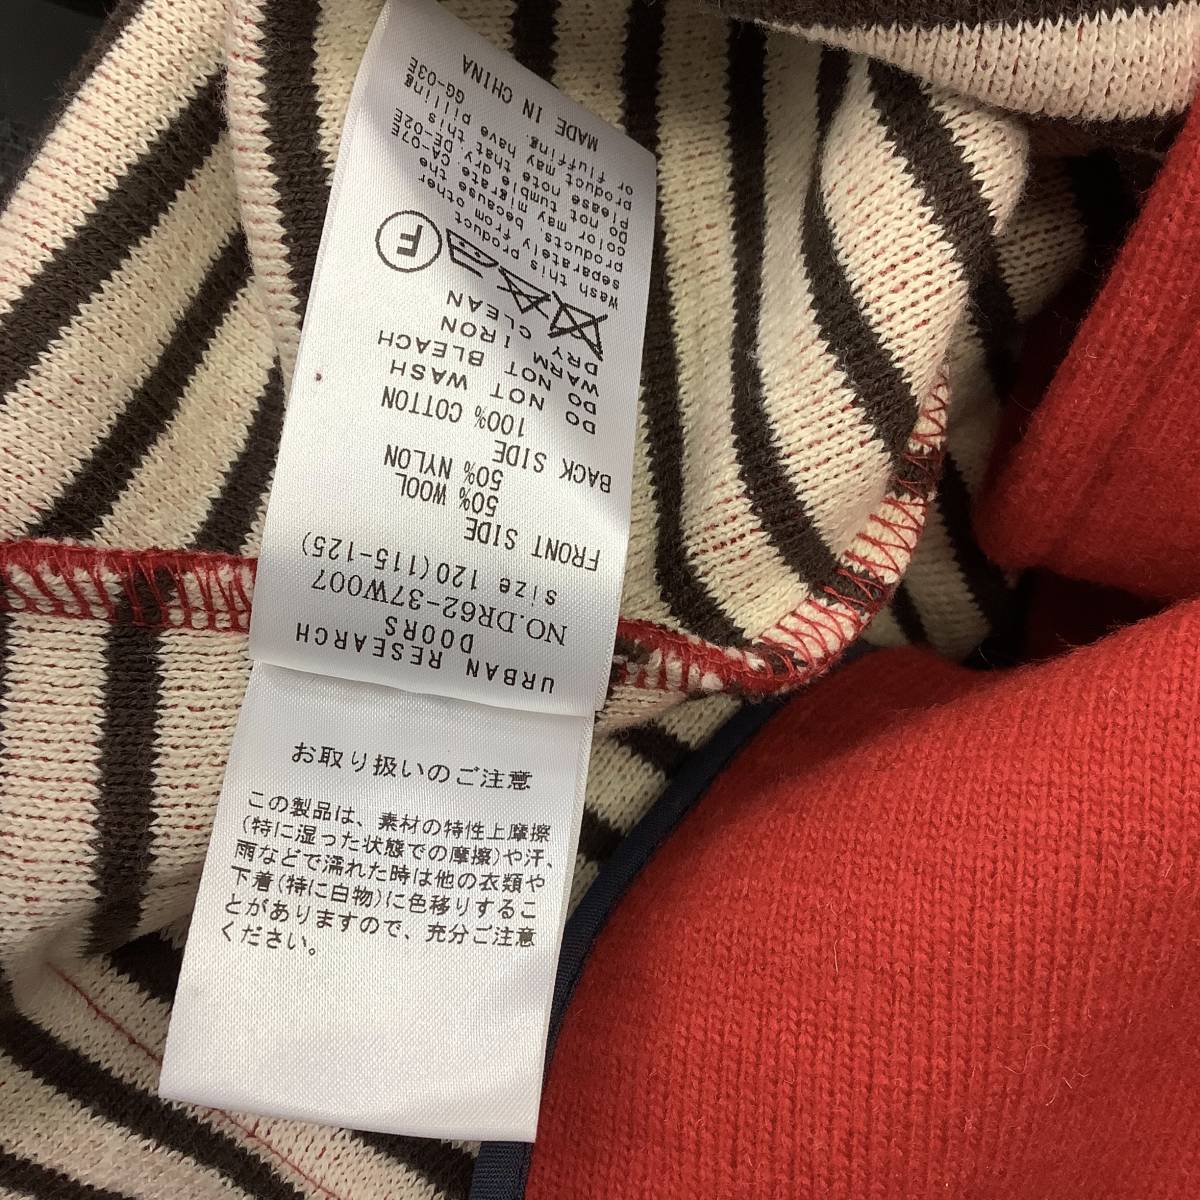 URBAN RESEARCH
DOORS
NO.DR62-37W007
size 120(115-125)
FRONT SIDE
50% WOOL
50% NYLON
BACK SIDE
100% COTTON
DO NOT WASH
DO NOT BLEACH
WARM IRON
DRY CLEAN
F
Wash this product
separately from other
products, because the
Color may migrate
Please not tumble dry.
product note that this
or fluffing. may have pilling
CA-07E
DE-02E
GG-03E
MADE IN CHINA
お取り扱いのご注意
この製品は、素材の特性上摩擦
(特に湿った状態での摩擦)や汗、
雨などで濡れた時は他の衣類や
下着(特に白物)に色移りするこ
とがありますので、充分ご注意
ください。